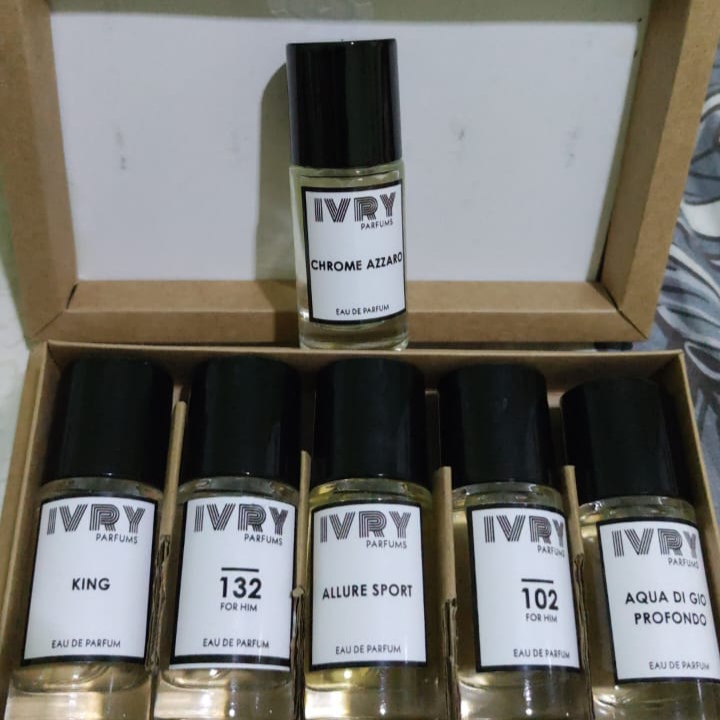 IVRY
PARFUMS
CHROME AZZARO
EAU DE PARFUM
IVRY
PARFUMS
KING
EAU DE PARFUM
IVRY
PARFUMS
132
FOR HIM
EAU DE PARFUM
IVRY
PARFUMS
ALLURE SPORT
EAU DE PARFUM
IVRY
PARFUMS
102
FOR HIM
EAU DE PARFUM
IVRY
PARFUMS
AQUA DI GIO
PROFONDO
EAU DE PARFUM